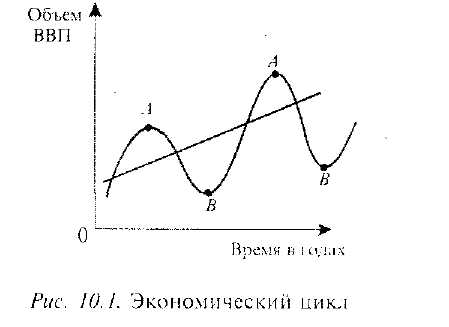 Объем
ВВП
A
A
B
B
0
Время в годах
Рис. 10.1. Экономический цикл